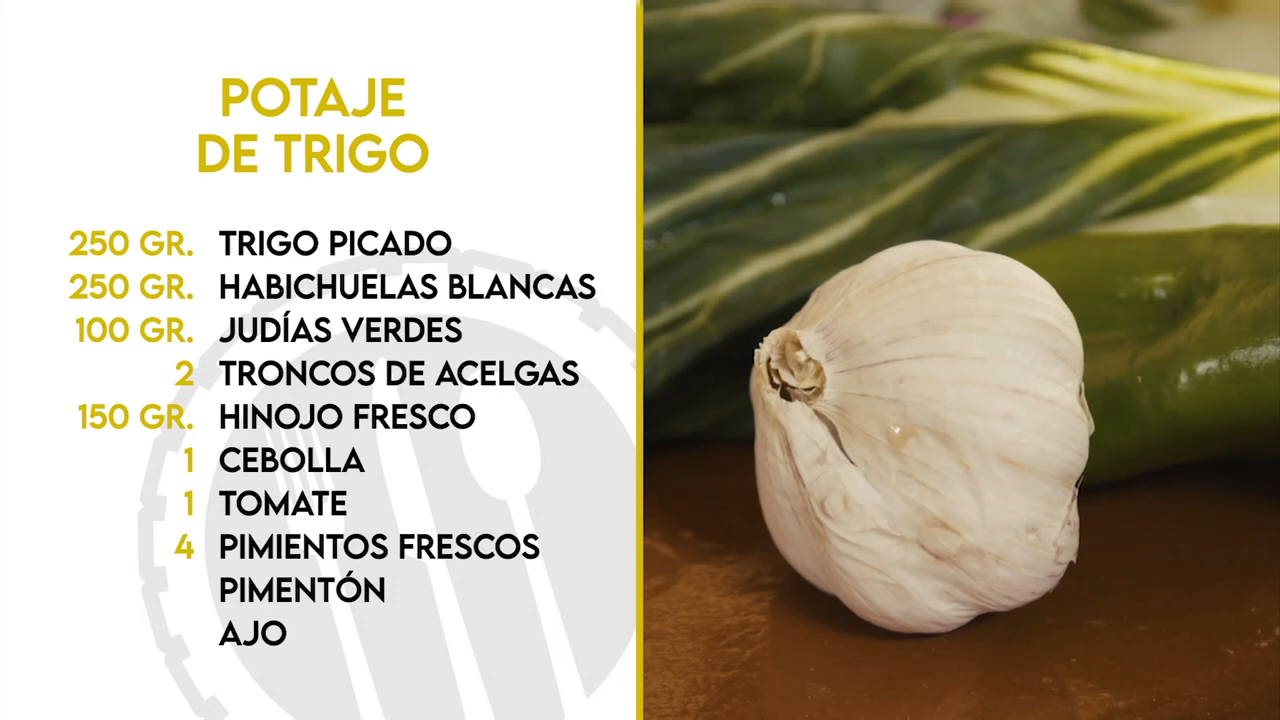 POTAJE
DE TRIGO
250 GR. TRIGO PICADO
250 GR. HABICHUELAS BLANCAS
100 GR. JUDÍAS VERDES
2 TRONCOS DE ACELGAS
150 GR. HINOJO FRESCO
1 CEBOLLA
1 TOMATE
4 PIMIENTOS FRESCOS
PIMENTÓN
AJO